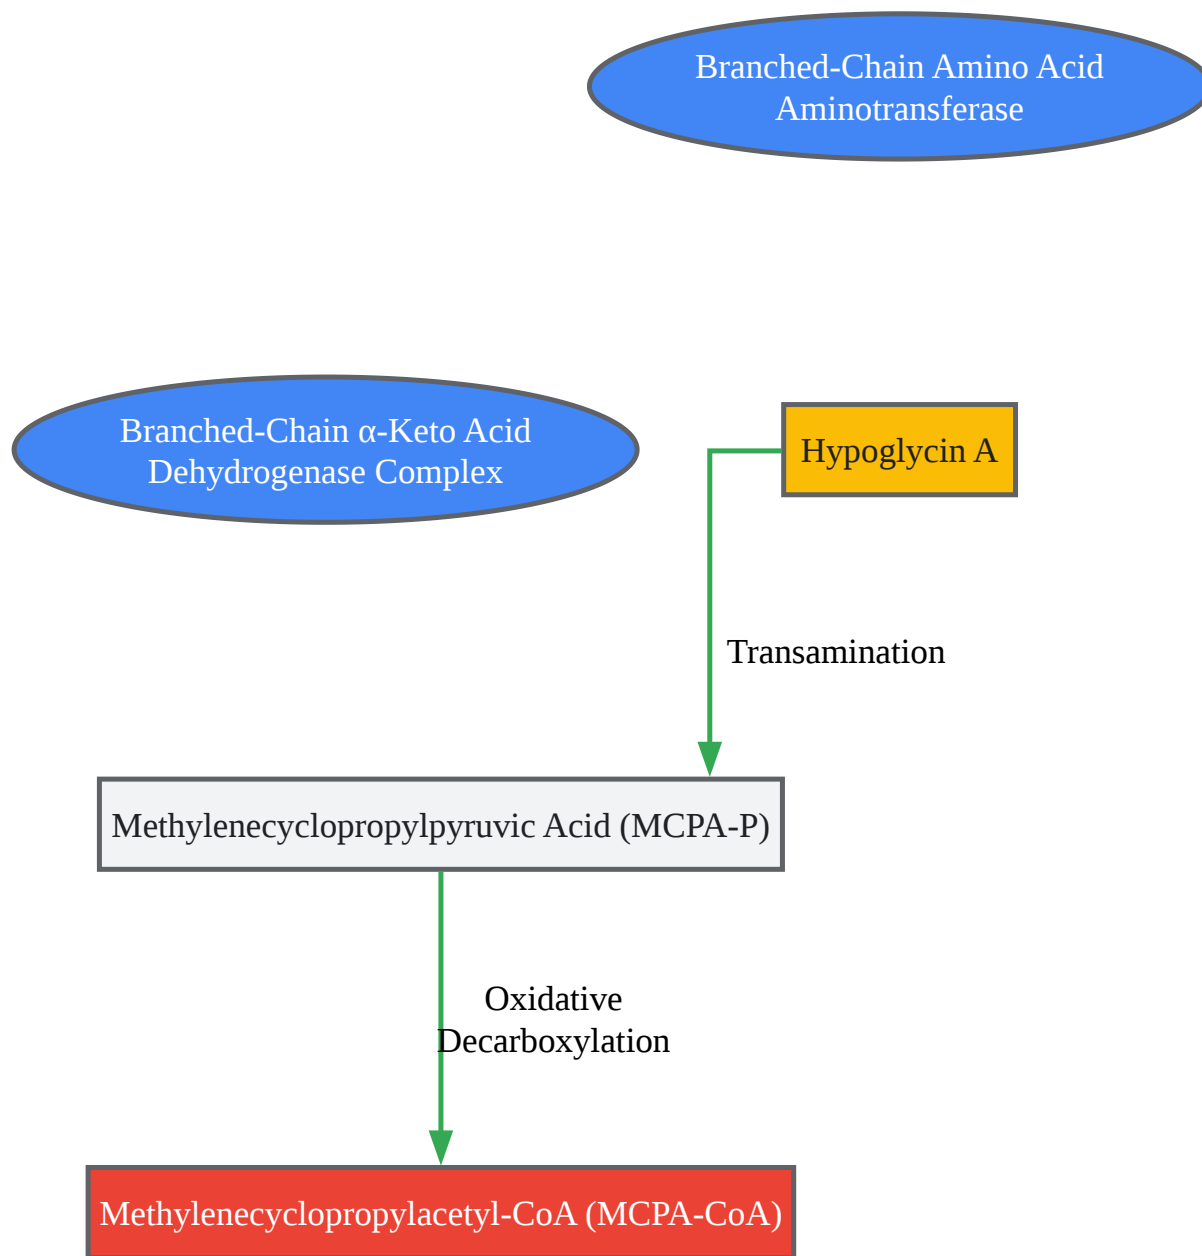 Branched-Chain Amino Acid
Aminotransferase
Branched-Chain α-Keto Acid
Dehydrogenase Complex
Hypoglycin A
Transamination
Methylenecyclopropylpyruvic Acid (MCPA-P)
Oxidative
Decarboxylation
Methylenecyclopropylacetyl-CoA (MCPA-CoA)